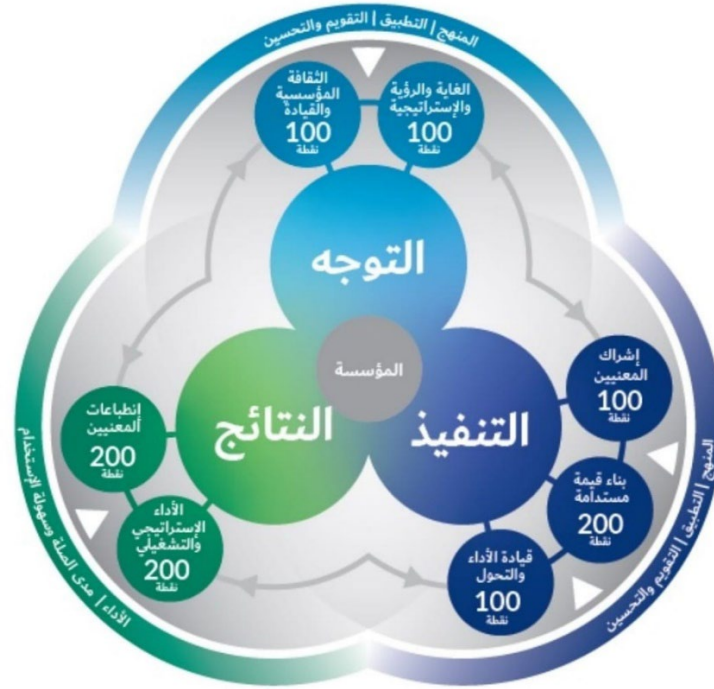 المنهج | التطبيق | التقويم والتحسين
الغاية والرؤية
والإستراتيجية
100
نقطة
الثقافة
المؤسسية
والقيادة
100
نقطة
التوجه
المؤسسة
التنفيذ
النتائج
إشراك
المعنيين
100
نقطة
بناء قيمة
مستدامة
200
نقطة
قيادة الأداء
والتحول
100
نقطة
المنهج | التطبيق | التقويم والتحسين
إنطباعات
المعنيين
200
نقطة
الأداء
الإستراتيجي
والتشغيلي
200
نقطة
الأداء | مدى الصلة وسهولة الإستخدام